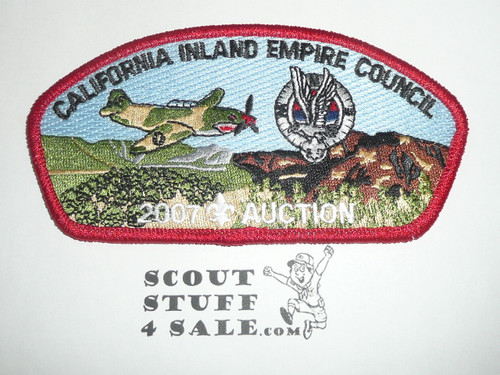 CALIFORNIA INLAND EMPIRE COUNCIL
2007 AUCTION
SCOUT
STUFF
4 SALE.COM